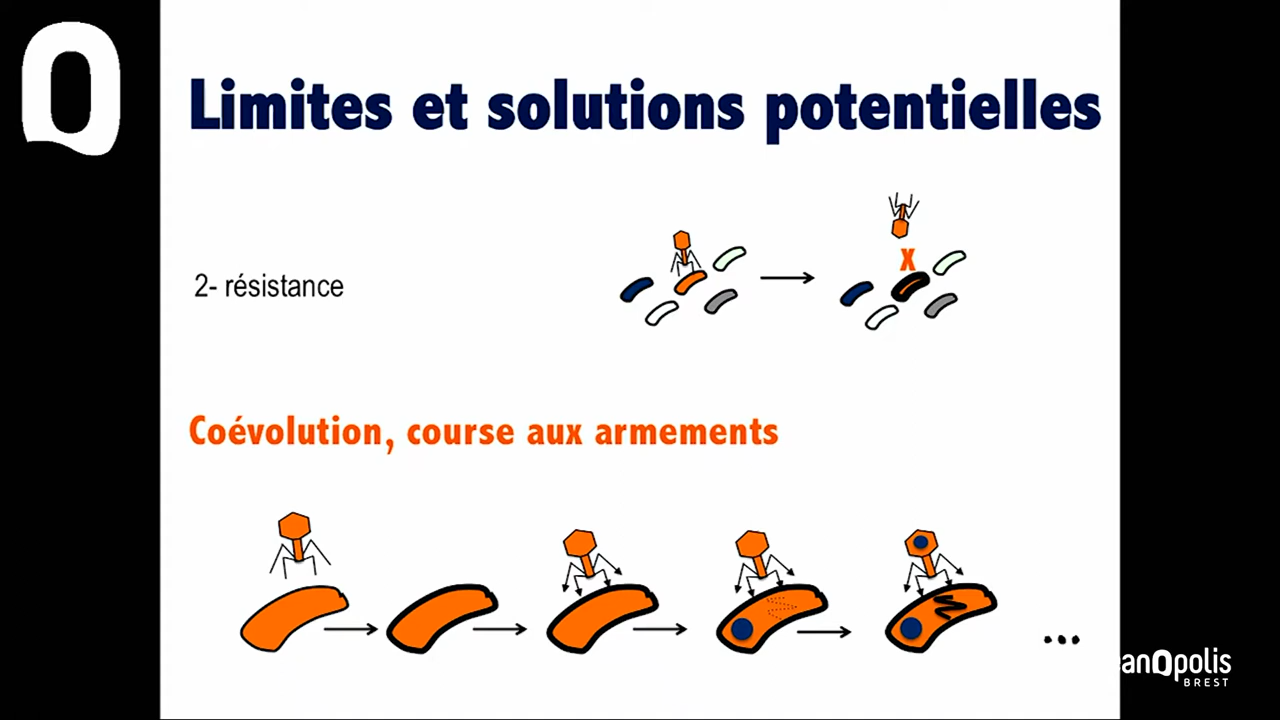 Limites et solutions potentielles
X
2- résistance
Coévolution, course aux armements
...
anOpolis
BREST